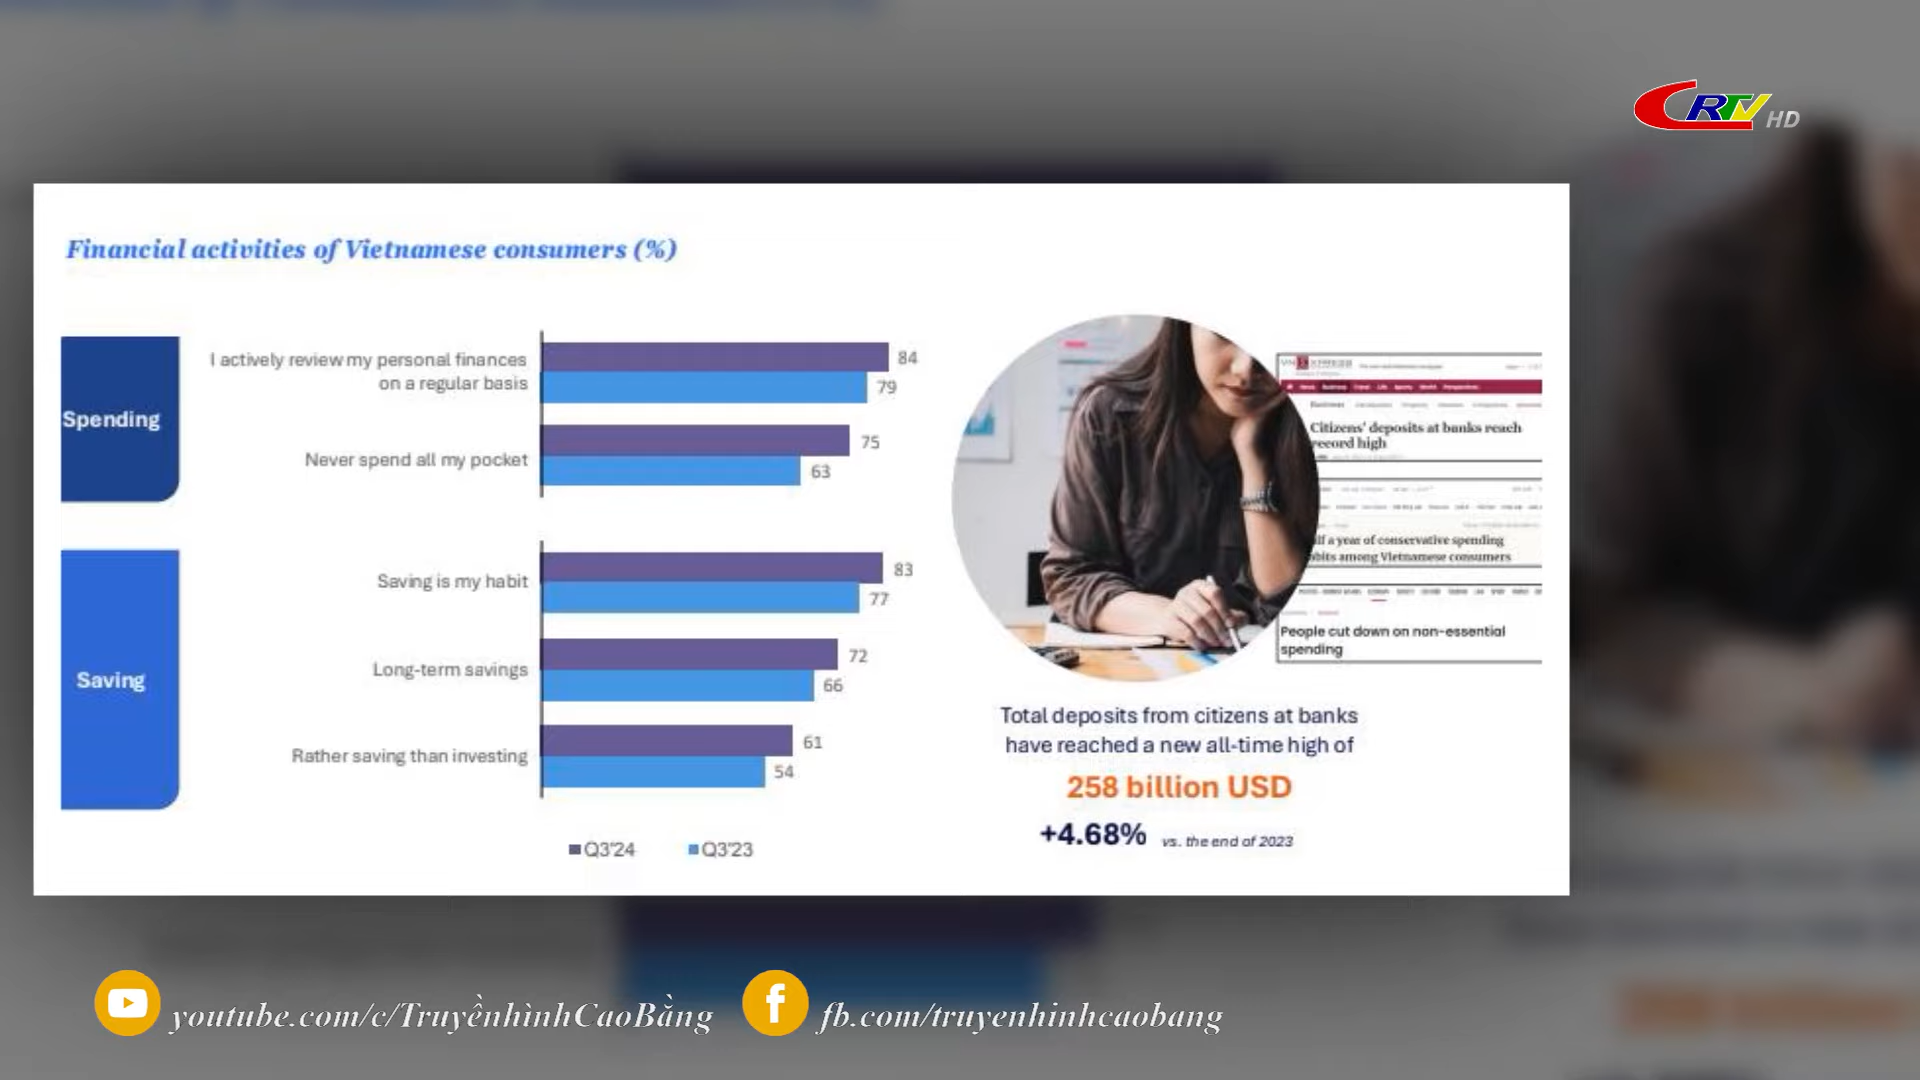 CRTV HD
Financial activities of Vietnamese consumers (%)
Spending
I actively review my personal finances
on a regular basis
84
79
Never spend all my pocket
75
63
Saving
Saving is my habit
83
77
Long-term savings
72
66
Rather saving than investing
61
54
Q3'24 Q3'23
Citizens' deposits at banks reach
record high
lf a year of conservative spending
bits among Vietnamese consumers
People cut down on non-essential
spending
Total deposits from citizens at banks
have reached a new all-time high of
258 billion USD
+4.68% vs. the end of 2023
youtube.com/c/TruyềnhìnhCaoBằng
fb.com/truyenhinhcaobang